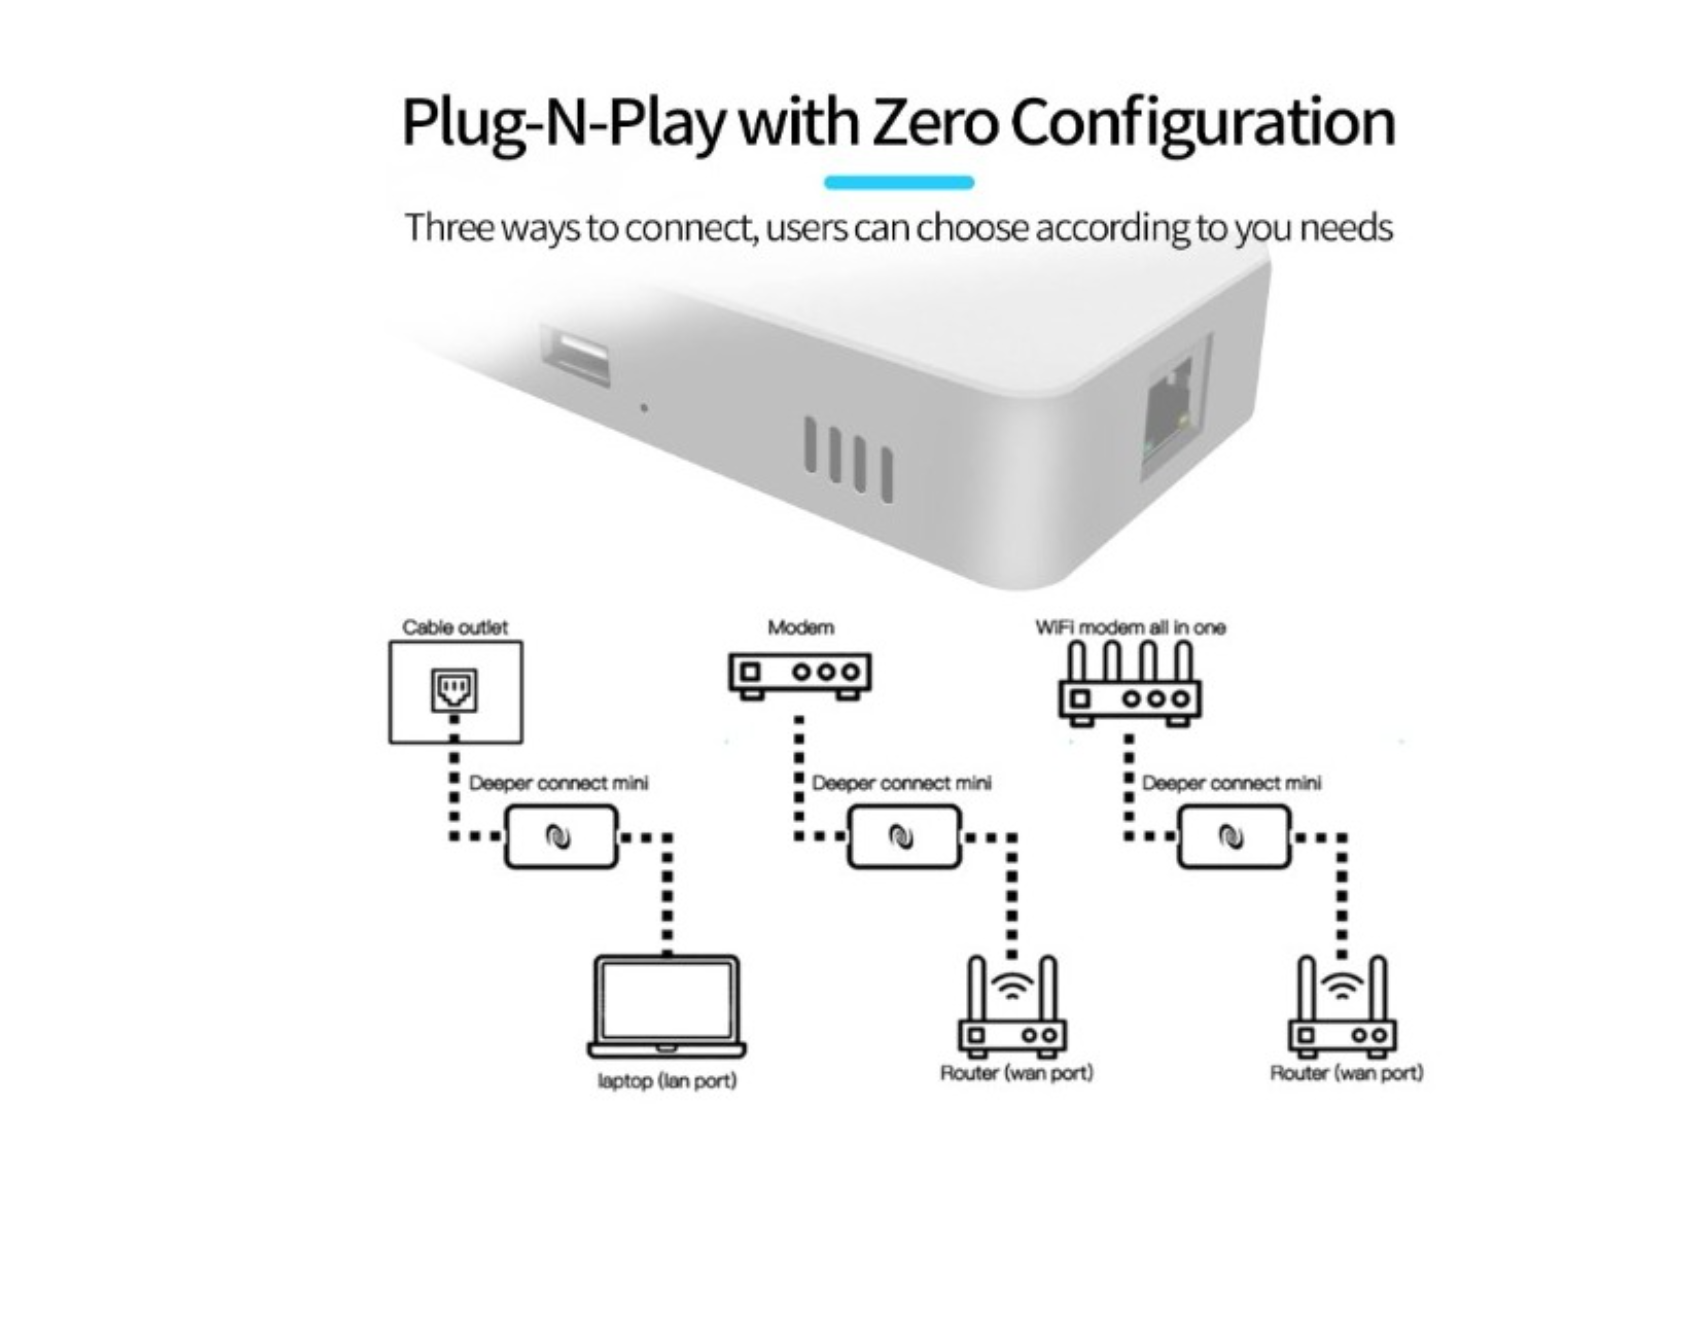 Plug-N-Play with Zero Configuration
Three ways to connect, users can choose according to you needs
Cable outlet
Modem
WiFi modem all in one
Deeper connect mini
Deeper connect mini
Deeper connect mini
laptop (lan port)
Router (wan port)
Router (wan port)